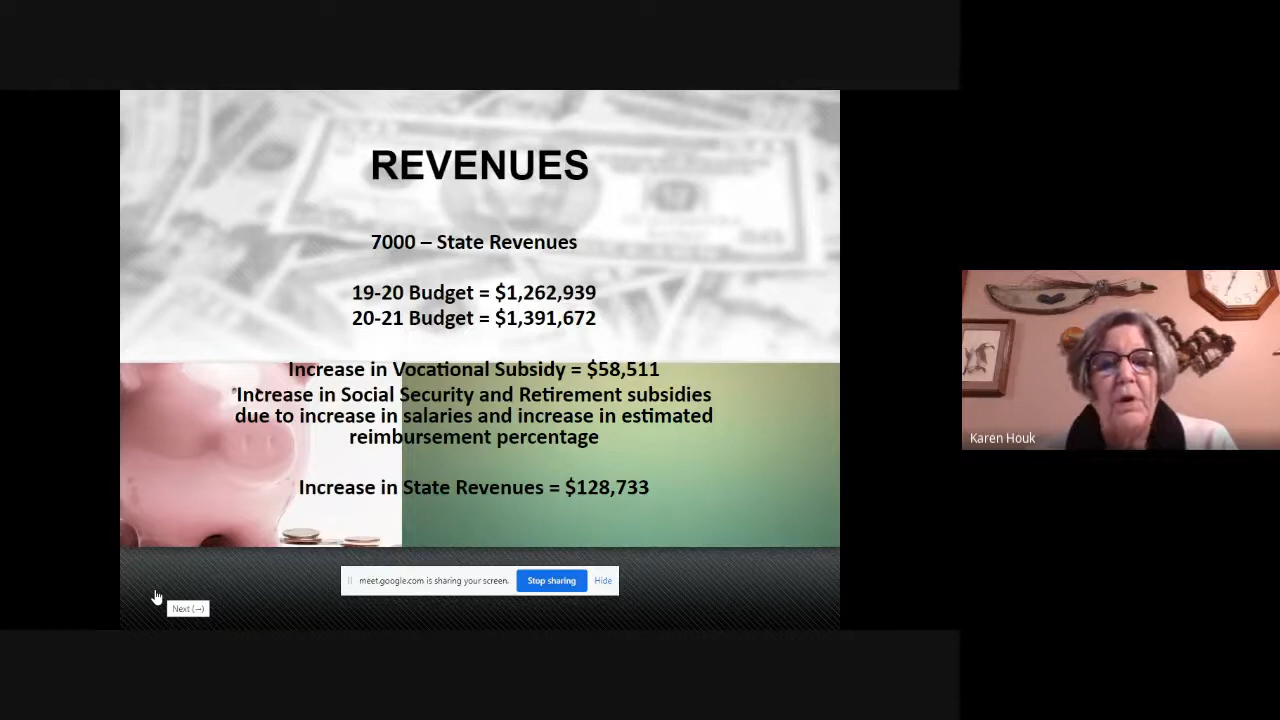 REVENUES
7000 – State Revenues
19-20 Budget = $1,262,939
20-21 Budget = $1,391,672
Increase in Vocational Subsidy = $58,511
Increase in Social Security and Retirement subsidies
due to increase in salaries and increase in estimated
reimbursement percentage
Increase in State Revenues = $128,733
meet.google.com is sharing your screen.
Stop sharing
Hide
Next (→)
Karen Houk